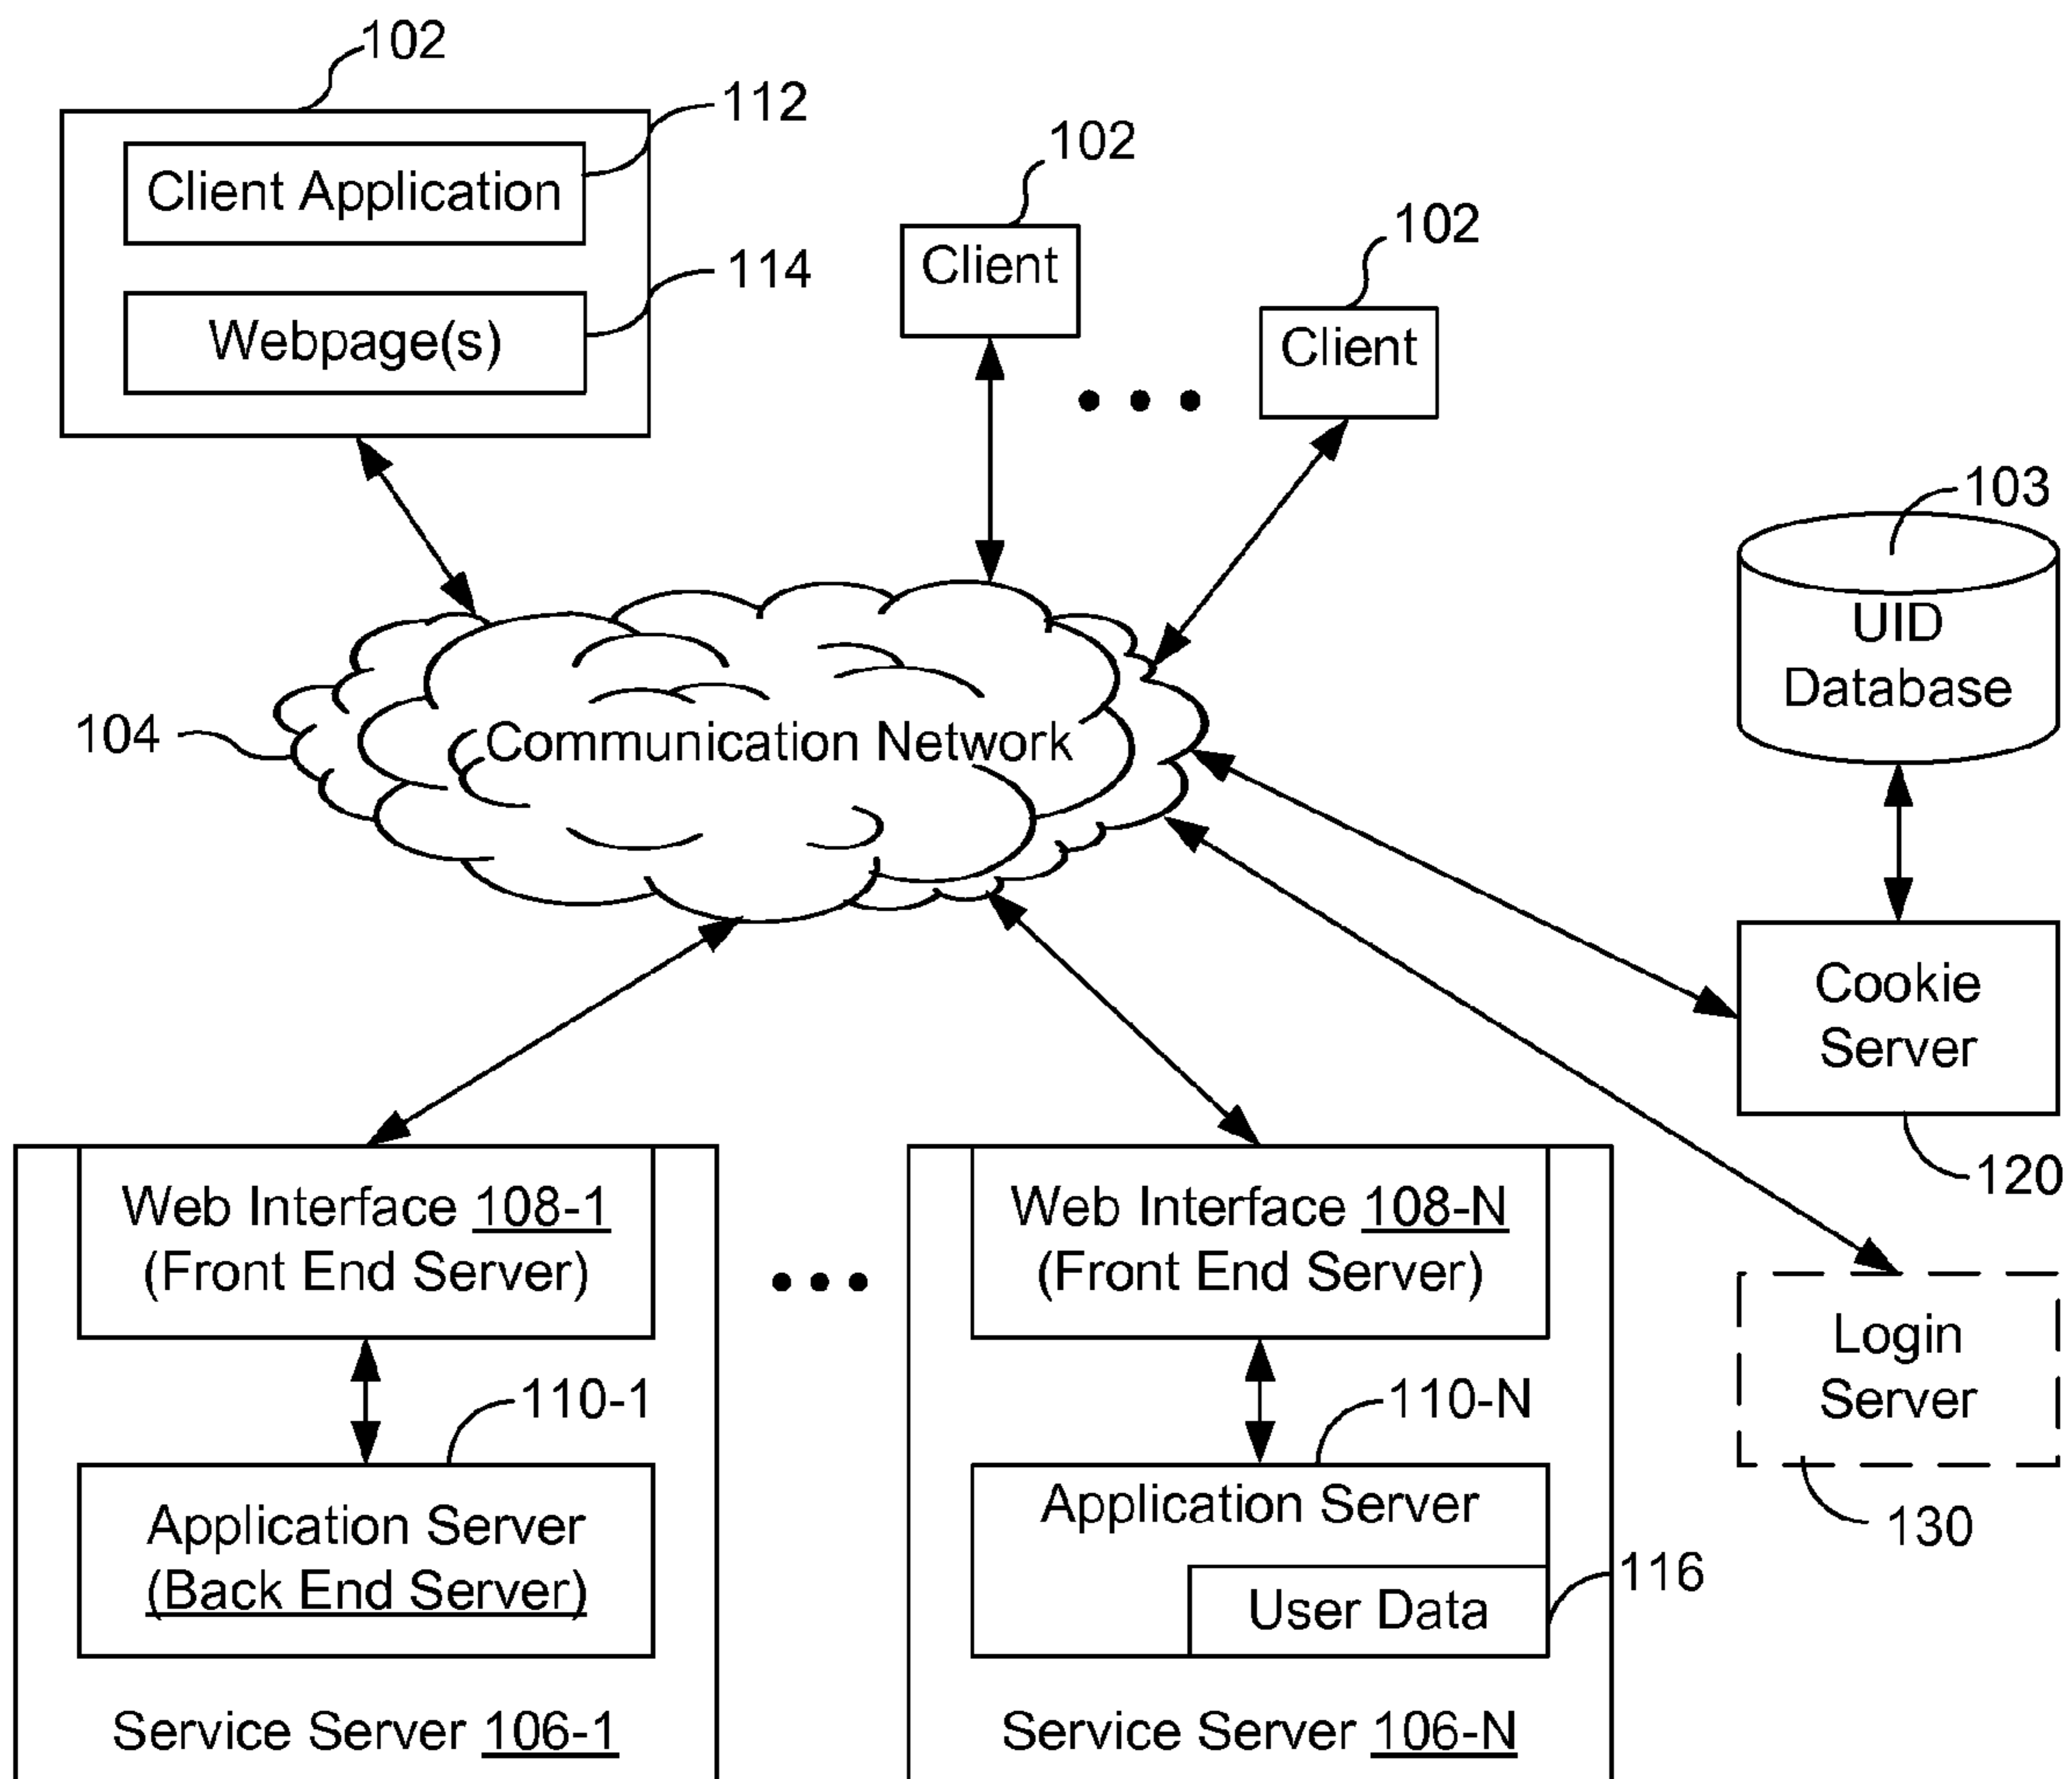 102
112
Client Application
114
Webpage(s)
102
Client
102
Client
103
UID
Database
104
Communication Network
Cookie
Server
120
Web Interface 108-1
(Front End Server)
110-1
Application Server
(Back End Server)
Service Server 106-1
Web Interface 108-N
(Front End Server)
110-N
Application Server
User Data
116
Service Server 106-N
Login
Server
130